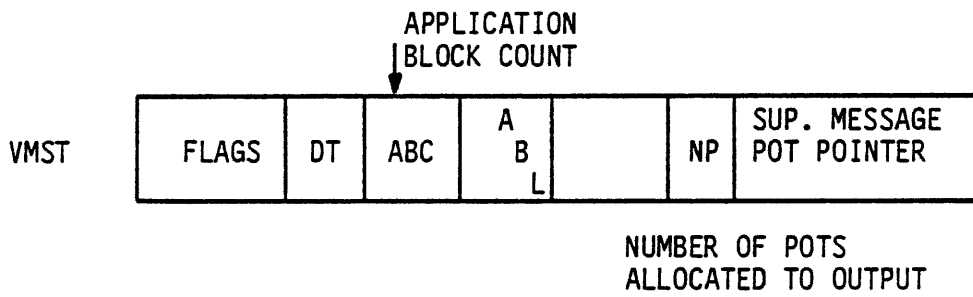 APPLICATION
BLOCK COUNT
VMST
FLAGS
DT
ABC
A
B
L
NP
SUP. MESSAGE
POT POINTER
NUMBER OF POTS
ALLOCATED TO OUTPUT